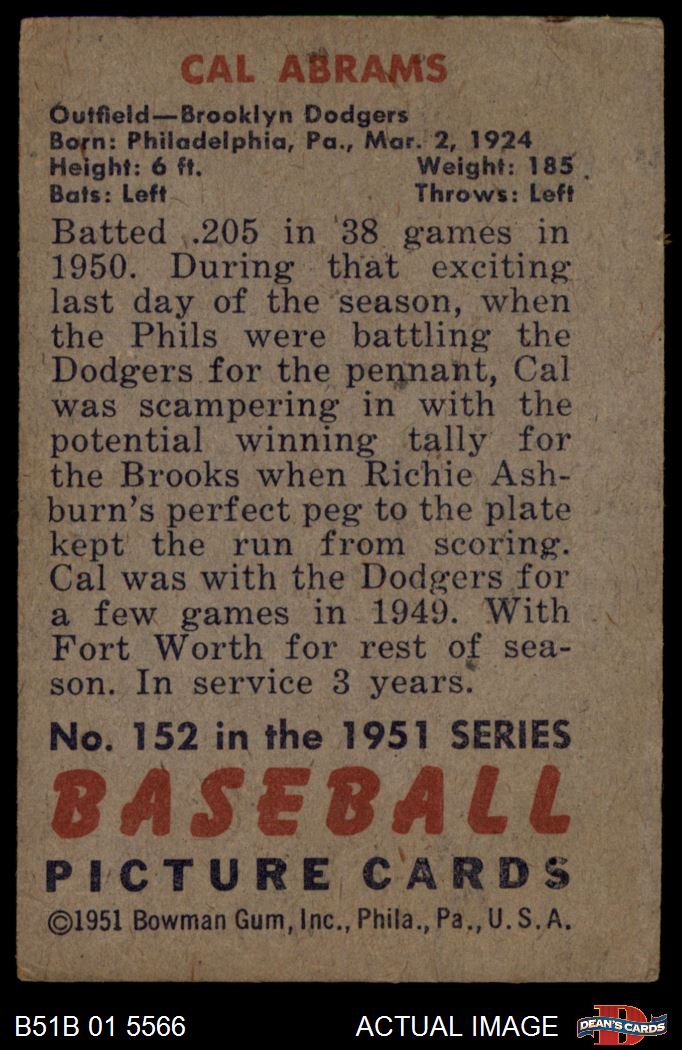 CAL ABRAMS
Outfield—Brooklyn Dodgers
Born: Philadelphia, Pa., Mar. 2, 1924
Height: 6 ft. Weight: 185
Bats: Left Throws: Left
Batted .205 in 38 games in
1950. During that exciting
last day of the season, when
the Phils were battling the
Dodgers for the pennant, Cal
was scampering in with the
potential winning tally for
the Brooks when Richie Ash-
burn's perfect peg to the plate
kept the run from scoring.
Cal was with the Dodgers for
a few games in 1949. With
Fort Worth for rest of sea-
son. In service 3 years.
No. 152 in the 1951 SERIES
BASEBALL
PICTURE CARDS
©1951 Bowman Gum, Inc., Phila., Pa., U.S.A.
B51B 01 5566 ACTUAL IMAGE D DEAN'S CARDS